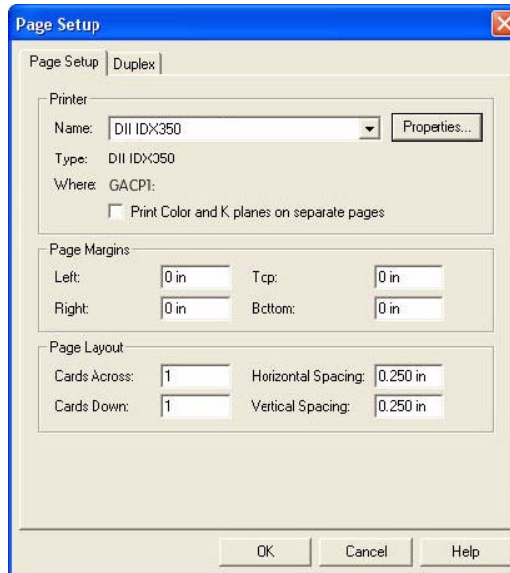 Page Setup
Page Setup Duplex
Printer
Name: DII IDX350 Properties...
Type: DII IDX350
Where: GACP1:
Print Color and K planes on separate pages
Page Margins
Left: 0 in Top: 0 in
Right: 0 in Bottom: 0 in
Page Layout
Cards Across: 1 Horizontal Spacing: 0.250 in
Cards Down: 1 Vertical Spacing: 0.250 in
OK Cancel Help